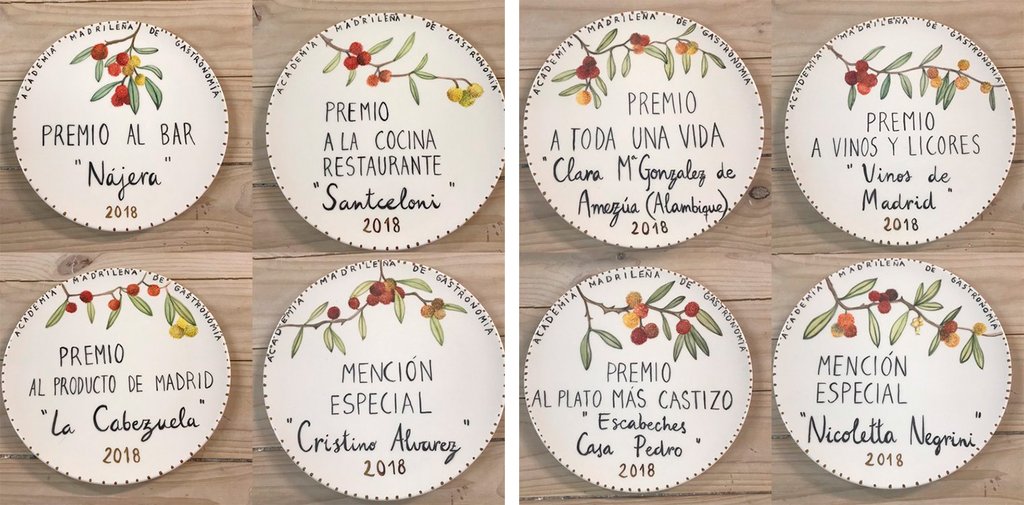 ACADEMIA MADRILEÑA DE GASTRONOMÍA
PREMIO AL BAR
"Nájera"
2018
ACADEMIA MADRILEÑA DE GASTRONOMÍA
PREMIO
A LA COCINA
RESTAURANTE
"Santceloni"
2018
ACADEMIA MADRILEÑA DE GASTRONOMÍA
PREMIO
A TODA UNA VIDA
"Clara Mª Gonzalez de
Amezúa (Alambique)"
2018
ACADEMIA MADRILEÑA DE GASTRONOMÍA
PREMIO
A VINOS Y LICORES
"Vinos de
Madrid"
2018
ACADEMIA MADRILEÑA DE GASTRONOMÍA
PREMIO
AL PRODUCTO DE MADRID
"La Cabezuela"
2018
ACADEMIA MADRILEÑA DE GASTRONOMÍA
MENCIÓN
ESPECIAL
"Cristino Alvarez"
2018
ACADEMIA MADRILEÑA DE GASTRONOMÍA
PREMIO
AL PLATO MÁS CASTIZO
"Escabeches
Casa Pedro"
2018
ACADEMIA MADRILEÑA DE GASTRONOMÍA
MENCIÓN
ESPECIAL
"Nicoletta Negrini"
2018